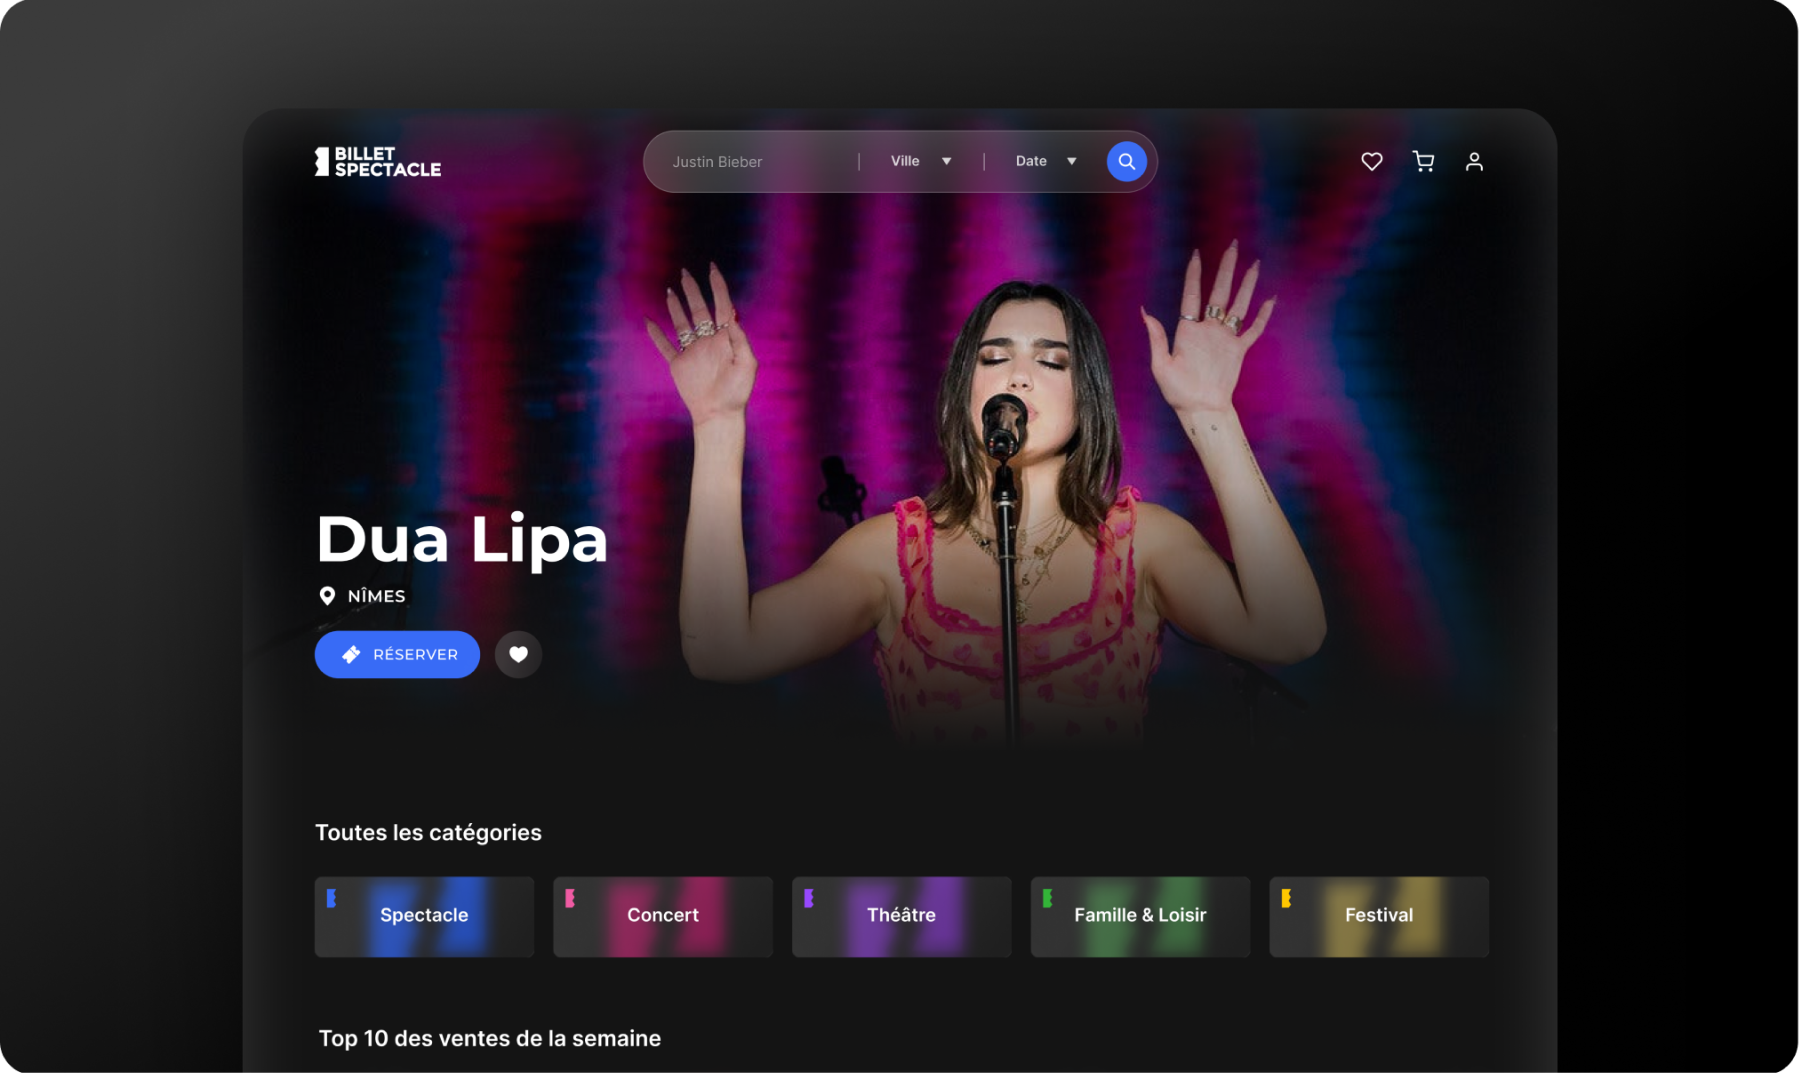 BILLET
SPECTACLE
Justin Bieber
Ville
Date
THINK
Dua Lipa
NÎMES
RÉSERVER
Toutes les catégories
Spectacle
Concert
Théâtre
Famille & Loisir
Festival
Top 10 des ventes de la semaine